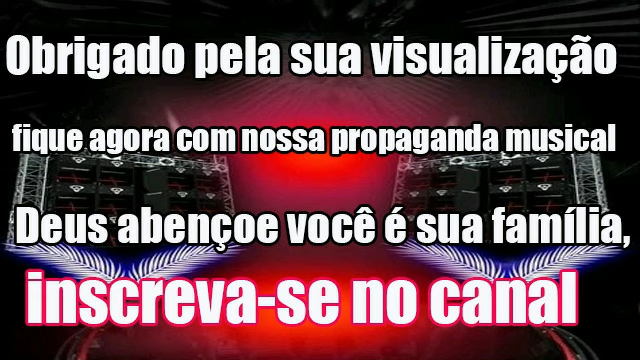 Obrigado pela sua visualização
fique agora com nossa propaganda musical
Deus abençoe você é sua família,
inscreva-se no canal